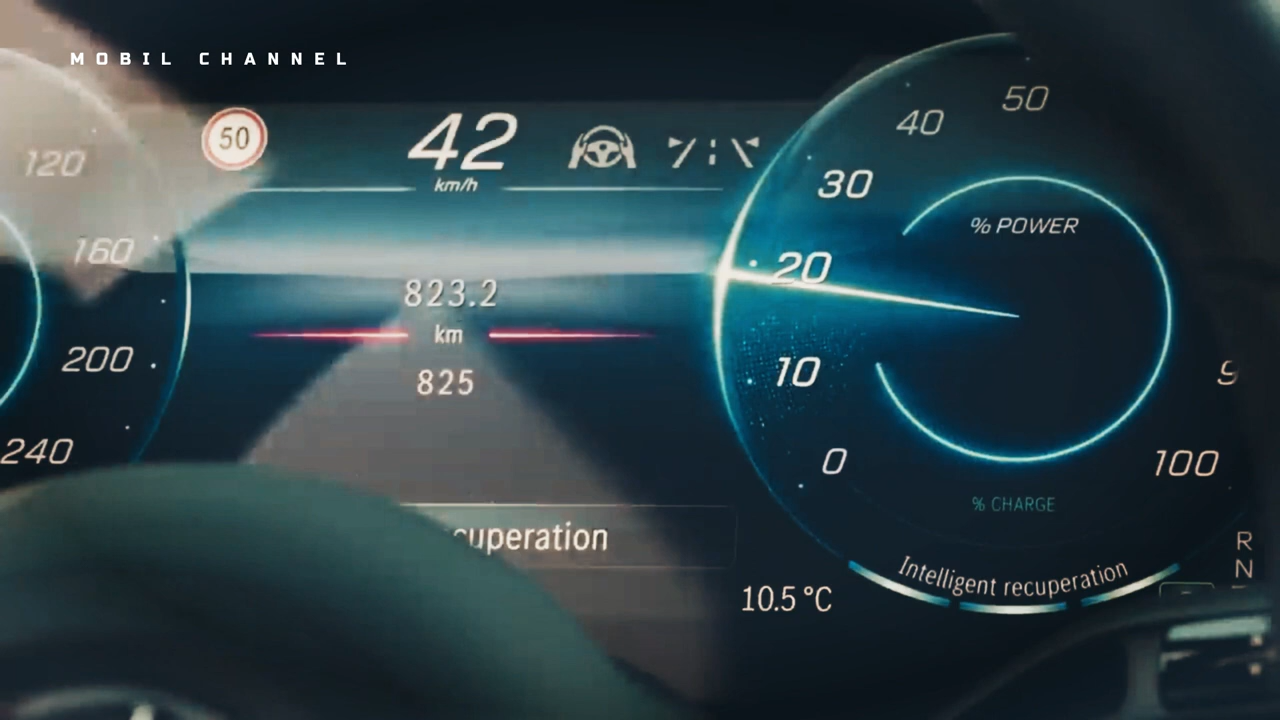 MOBIL CHANNEL
50
42
km/h
120
160
200
240
823.2
km
825
cuperation
10.5 °C
50
40
30
20
10
0
100
% POWER
% CHARGE
Intelligent recuperation
R
N